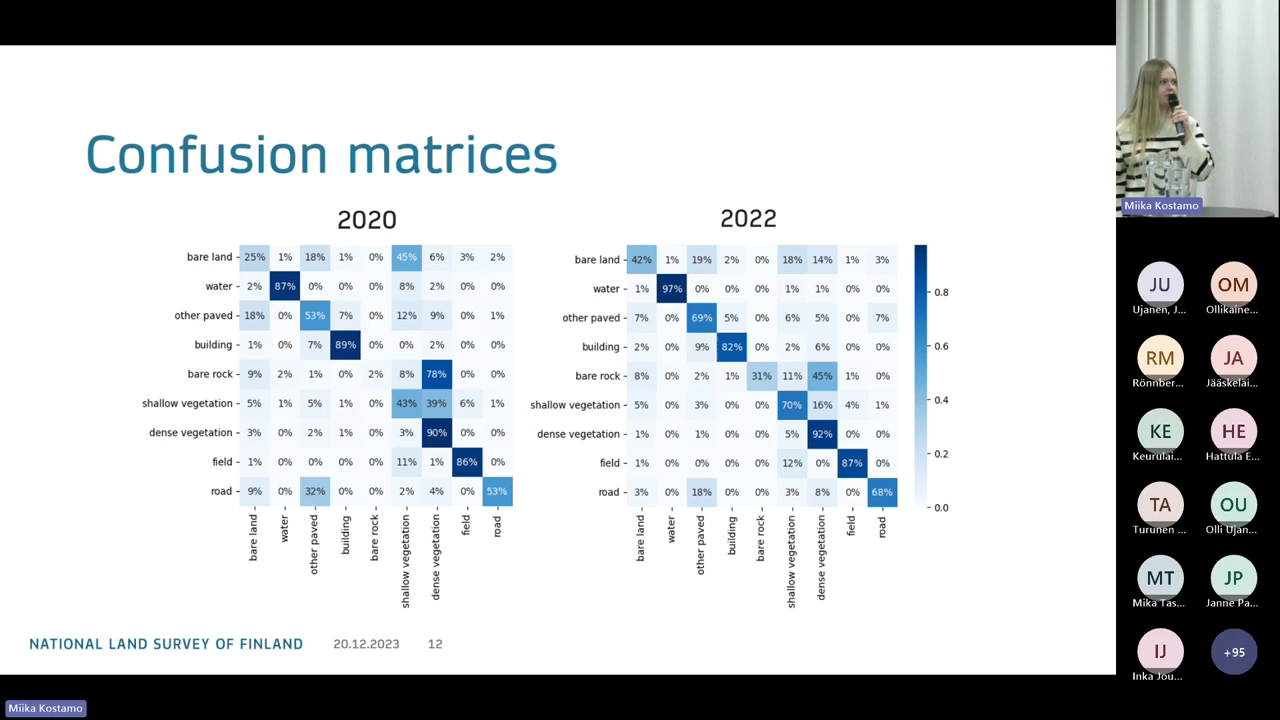 Confusion matrices
2020
bare land 25% 1% 18% 1% 0% 45% 6% 3% 2%
water 2% 87% 0% 0% 0% 8% 2% 0% 0%
other paved 18% 0% 53% 7% 0% 12% 9% 0% 1%
building 1% 0% 7% 89% 0% 0% 2% 0% 0%
bare rock 9% 2% 1% 0% 2% 8% 78% 0% 0%
shallow vegetation 5% 1% 5% 1% 0% 43% 39% 6% 1%
dense vegetation 3% 0% 2% 1% 0% 3% 90% 0% 0%
field 1% 0% 0% 0% 0% 11% 1% 86% 0%
road 9% 0% 32% 0% 0% 2% 4% 0% 53%
bare land
water
other paved
building
bare rock
shallow vegetation
dense vegetation
field
road
2022
bare land 42% 1% 19% 2% 0% 18% 14% 1% 3%
water 1% 97% 0% 0% 0% 1% 1% 0% 0%
other paved 7% 0% 69% 5% 0% 6% 5% 0% 7%
building 2% 0% 9% 82% 0% 2% 6% 0% 0%
bare rock 8% 0% 2% 1% 31% 11% 45% 1% 0%
shallow vegetation 5% 0% 3% 0% 0% 70% 16% 4% 1%
dense vegetation 1% 0% 1% 0% 0% 5% 92% 0% 0%
field 1% 0% 0% 0% 0% 12% 0% 87% 0%
road 3% 0% 18% 0% 0% 3% 8% 0% 68%
bare land
water
other paved
building
bare rock
shallow vegetation
dense vegetation
field
road
0.8
0.6
0.4
0.2
0.0
NATIONAL LAND SURVEY OF FINLAND 20.12.2023 12
Miika Kostamo
Miika Kostamo
JU OM
Ujanen, J... Ollikaine...
RM JA
Rönnber... Jääskeläi...
KE HE
Keurulai... Hattula E...
TA OU
Turunen ... Olli Ujan...
MT JP
Mika Tas... Janne Pa...
IJ +95
Inka Jou...